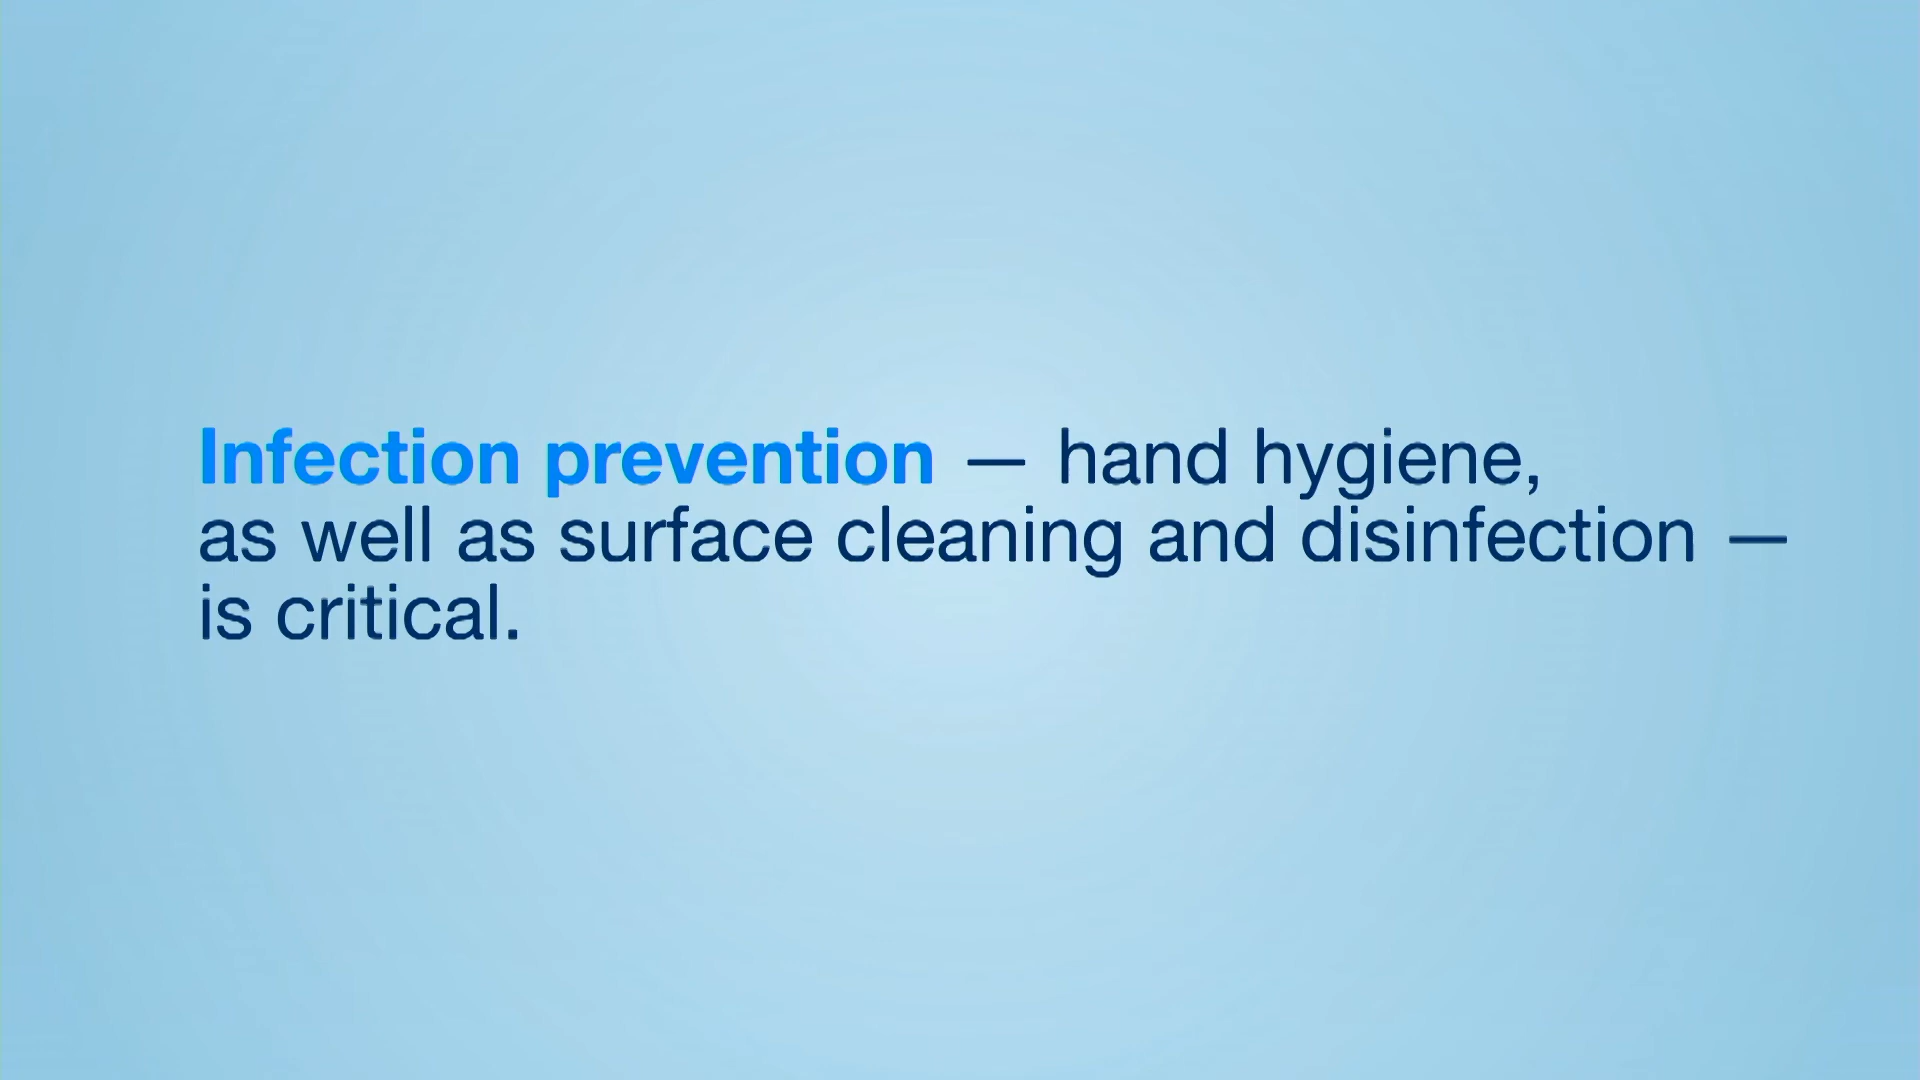 Infection prevention — hand hygiene,
as well as surface cleaning and disinfection —
is critical.